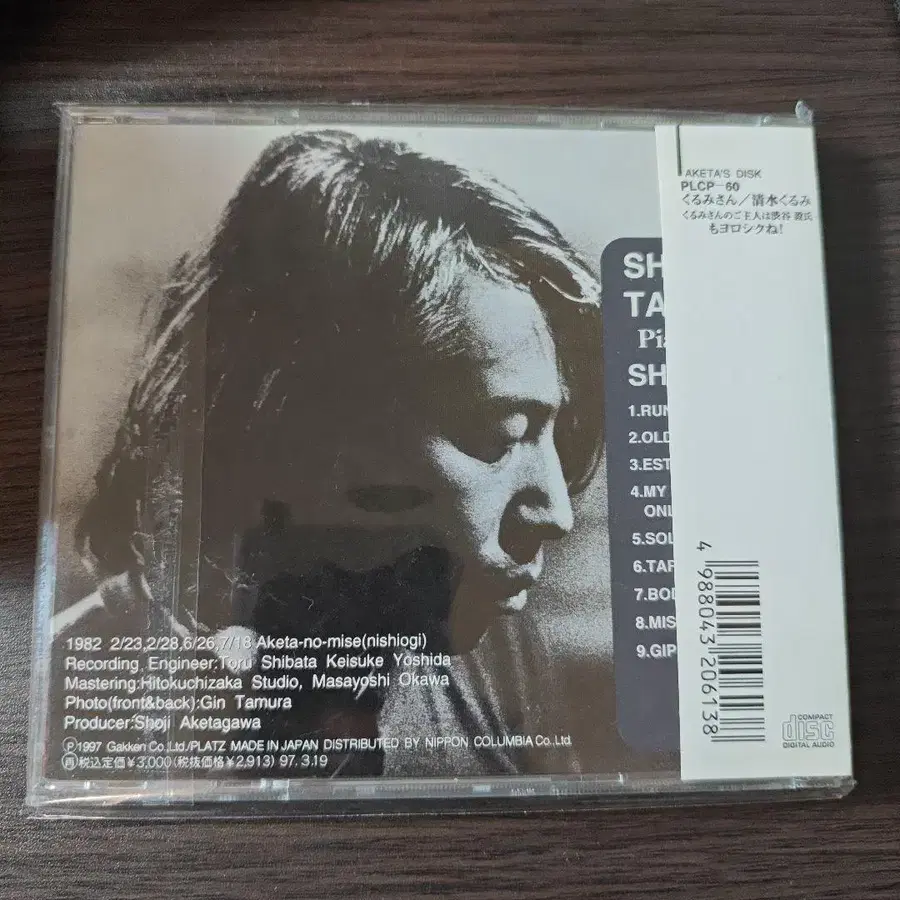 AKETA'S DISK
PLCP-60
くるみさん/清水くるみ
くるみさんのご主人は渋谷 毅氏
もヨロシクね!
SH
TA
Pi
SH
1.RUN
2.OLD
3.EST
4.MY
ONL
5.SOL
6.TAR
7.BOD
8.MIS
9.GIP
4 988043 206138
COMPACT
disc
DIGITAL AUDIO
1982 2/23,2/28,6/26,7/18 Aketa-no-mise(nishiogi)
Recording Engineer:Toru Shibata Keisuke Yoshida
Mastering:Hitokuchizaka Studio, Masayoshi Okawa
Photo(front&back):Gin Tamura
Producer:Shoji Aketagawa
Ⓟ1997 Gakken Co.,Ltd./PLATZ MADE IN JAPAN DISTRIBUTED BY NIPPON COLUMBIA Co., Ltd.
再 税込定価¥3,000(税抜価格¥2,913) 97.3.19